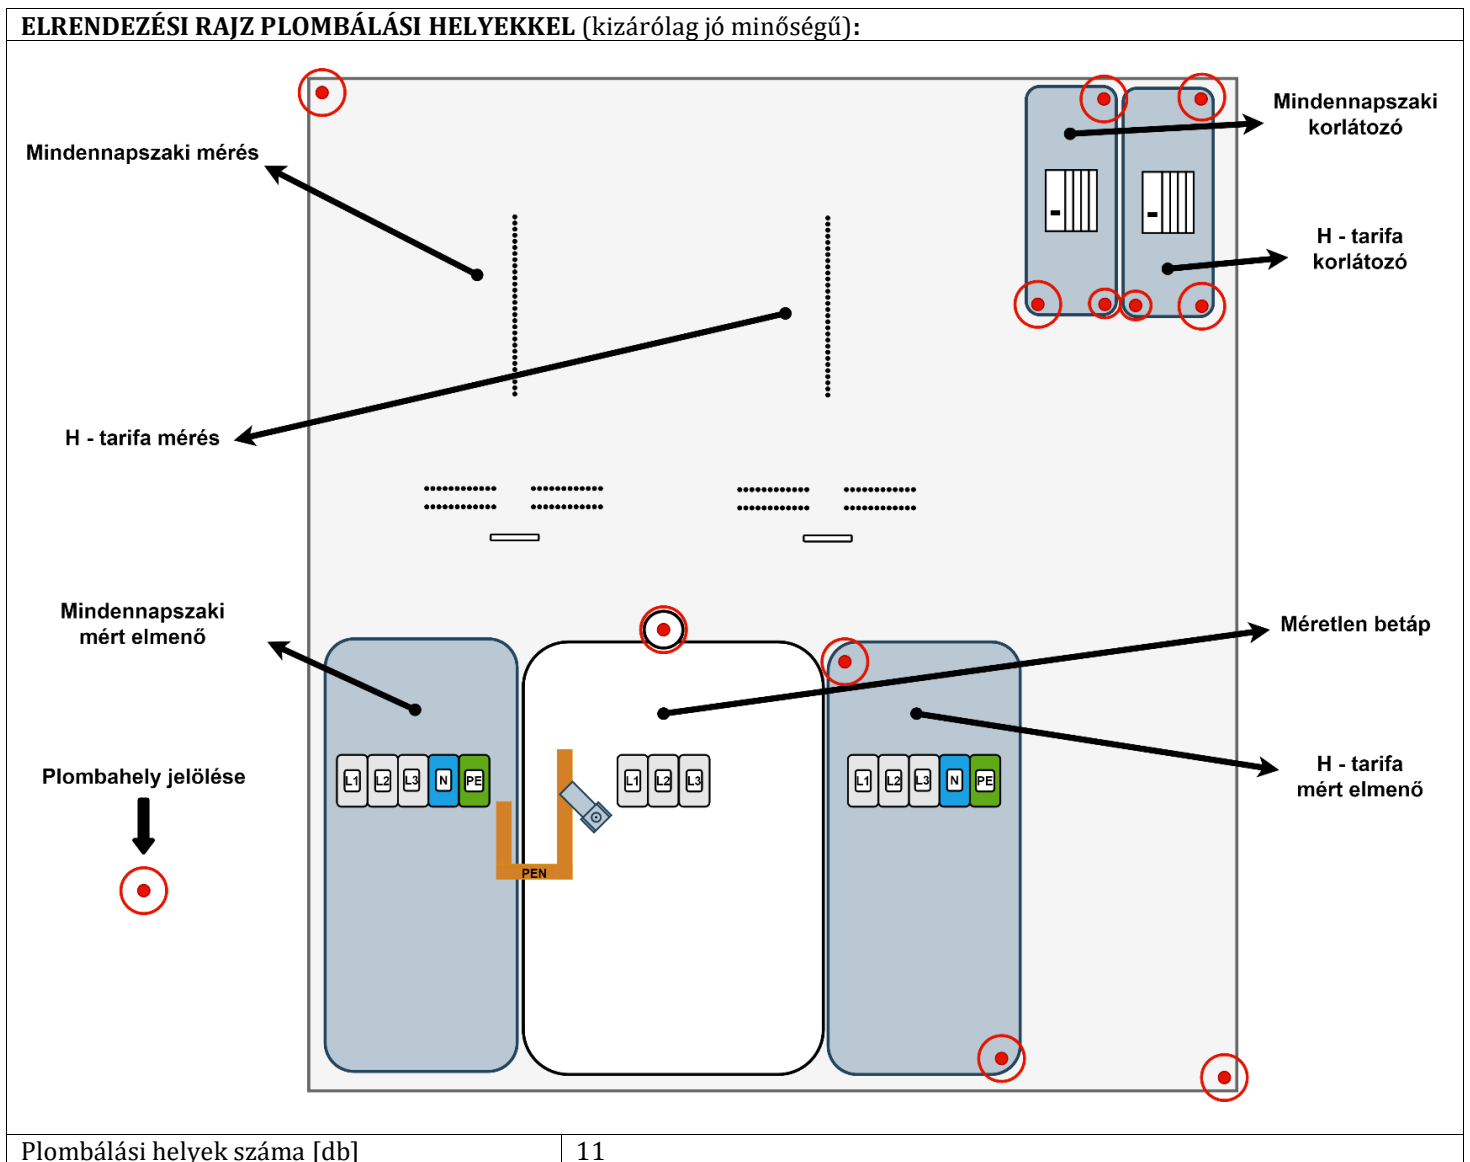 ELRENDEZÉSI RAJZ PLOMBÁLÁSI HELYEKKEL (kizárólag jó minőségű):
Mindennapszaki
korlátozó
Mindennapszaki mérés
H - tarifa
korlátozó
H - tarifa mérés
Mindennapszaki
mért elmenő
Méretlen betáp
Plombahely jelölése
H - tarifa
mért elmenő
L1 L2 L3 N PE
L1 L2 L3
L1 L2 L3 N PE
PEN
Plombálási helyek száma [db]
11